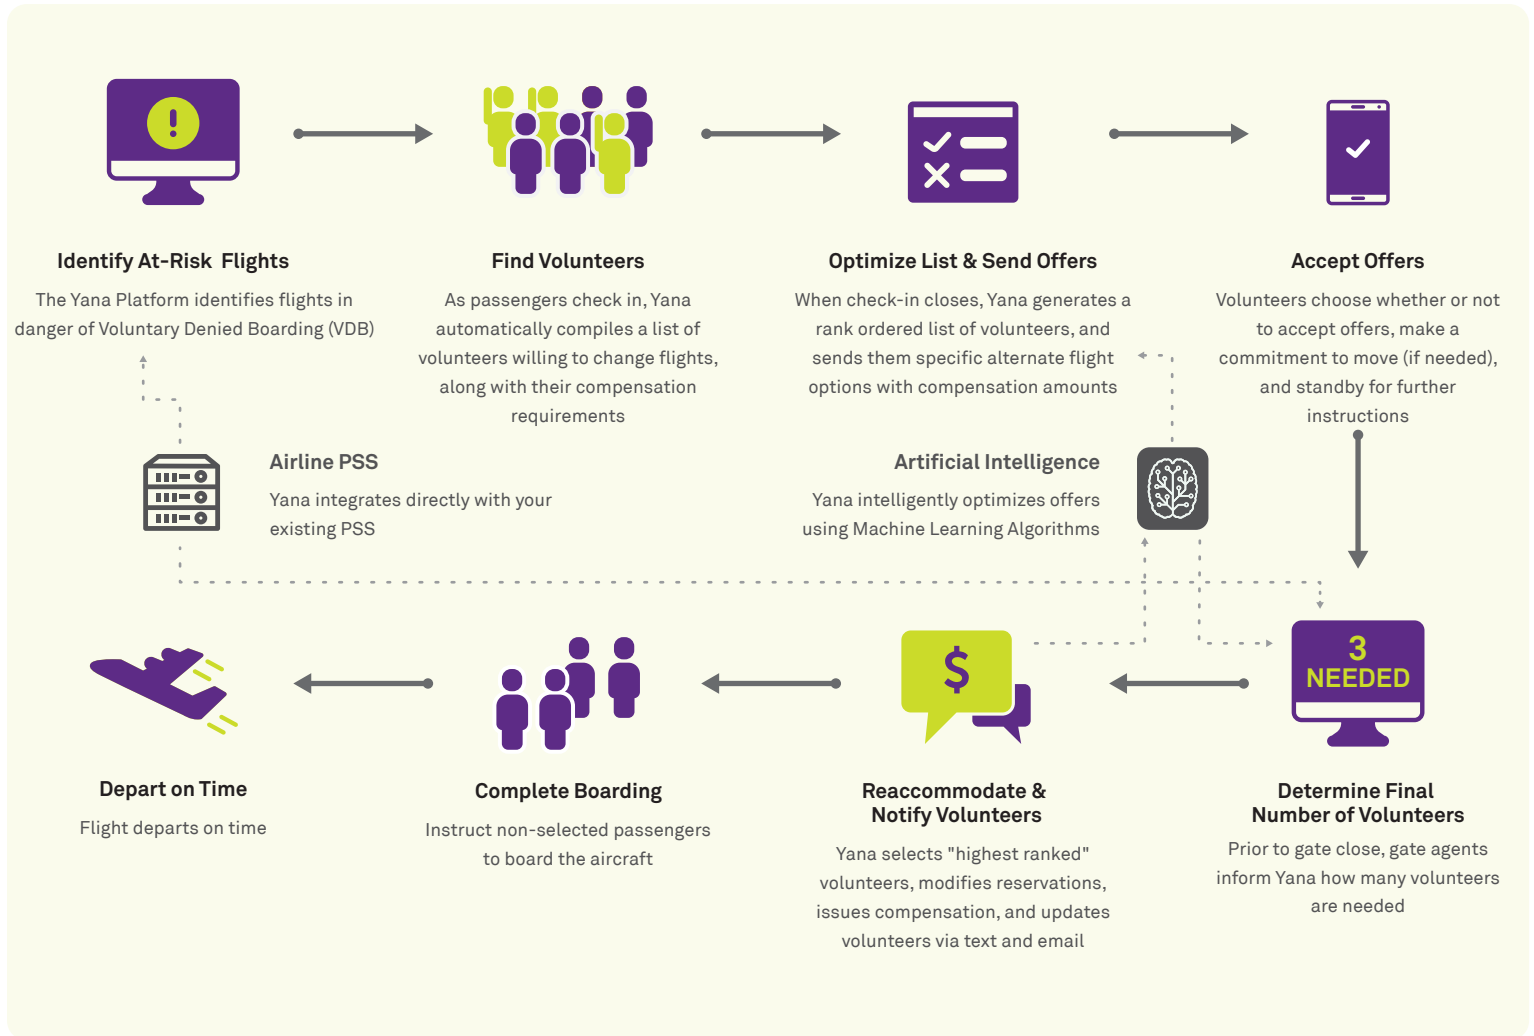 Identify At-Risk Flights
The Yana Platform identifies flights in
danger of Voluntary Denied Boarding (VDB)
Find Volunteers
As passengers check in, Yana
automatically compiles a list of
volunteers willing to change flights,
along with their compensation
requirements
Optimize List & Send Offers
When check-in closes, Yana generates a
rank ordered list of volunteers, and
sends them specific alternate flight
options with compensation amounts
Accept Offers
Volunteers choose whether or not
to accept offers, make a
commitment to move (if needed),
and standby for further
instructions
Airline PSS
Yana integrates directly with your
existing PSS
Artificial Intelligence
Yana intelligently optimizes offers
using Machine Learning Algorithms
$
3
NEEDED
Determine Final
Number of Volunteers
Prior to gate close, gate agents
inform Yana how many volunteers
are needed
Reaccommodate &
Notify Volunteers
Yana selects "highest ranked"
volunteers, modifies reservations,
issues compensation, and updates
volunteers via text and email
Complete Boarding
Instruct non-selected passengers
to board the aircraft
Depart on Time
Flight departs on time